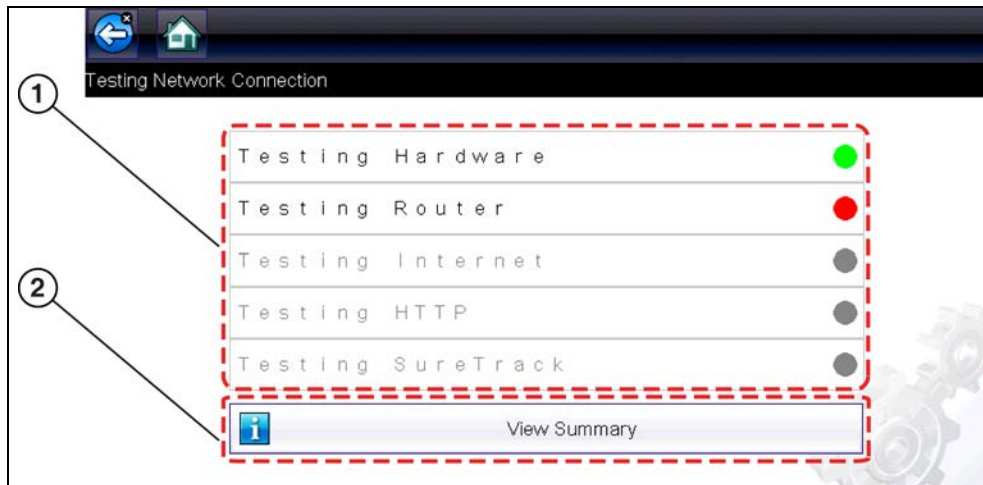 Testing Network Connection
1
Testing Hardware
Testing Router
Testing Internet
2
Testing HTTP
Testing SureTrack
i View Summary